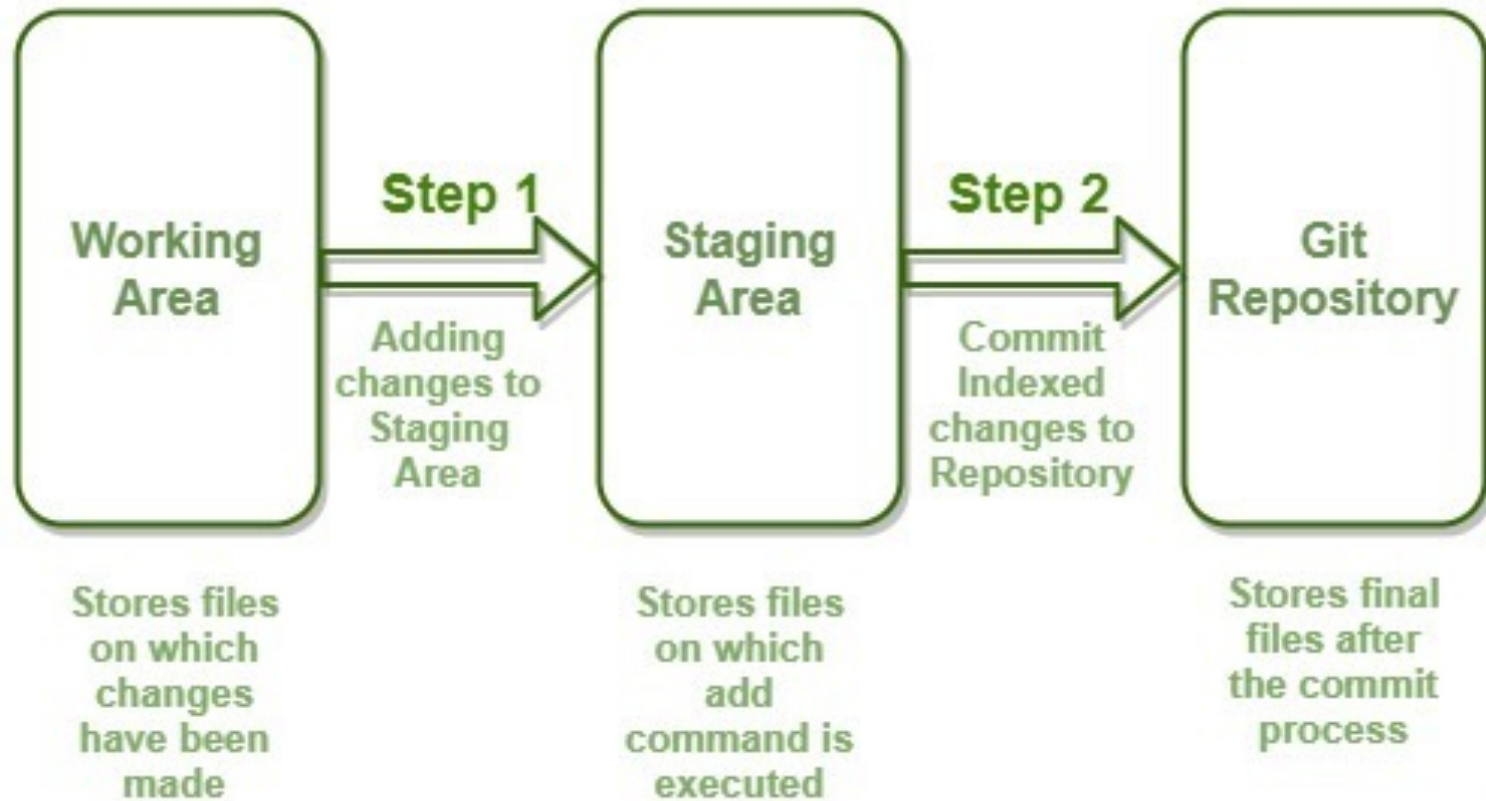 Working
Area
Step 1
Adding
changes to
Staging
Area
Staging
Area
Step 2
Commit
Indexed
changes to
Repository
Git
Repository
Stores files
on which
changes
have been
made
Stores files
on which
add
command is
executed
Stores final
files after
the commit
process